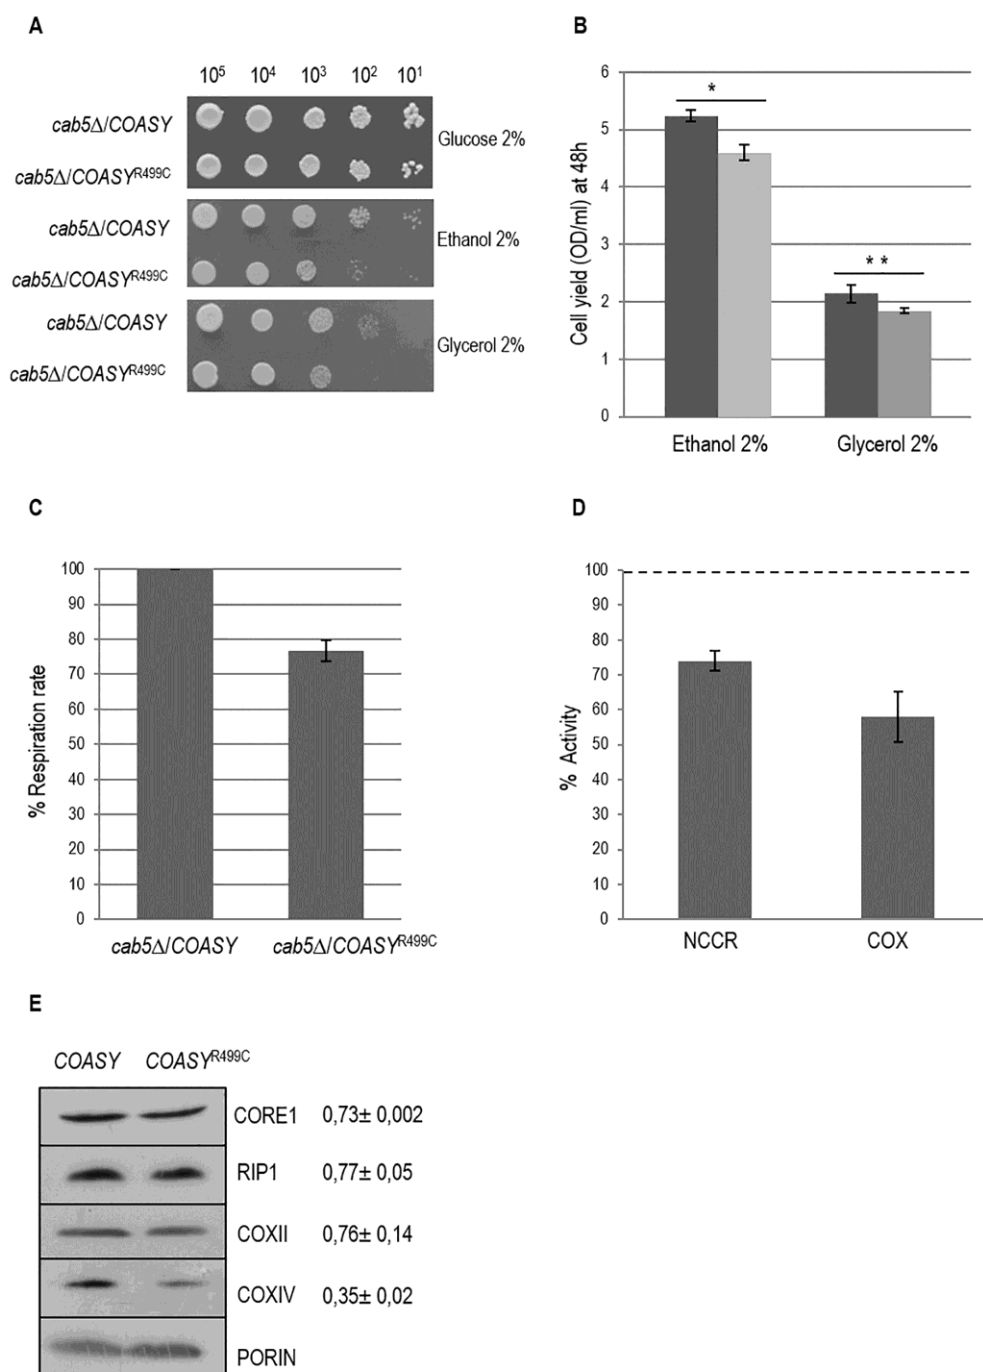 A
10⁵ 10⁴ 10³ 10² 10¹
cab5Δ/COASY
cab5Δ/COASYR499C
Glucose 2%
cab5Δ/COASY
cab5Δ/COASYR499C
Ethanol 2%
cab5Δ/COASY
cab5Δ/COASYR499C
Glycerol 2%
B
Cell yield (OD/ml) at 48h
6
5
4
3
2
1
0
*
* *
Ethanol 2% Glycerol 2%
C
% Respiration rate
100
90
80
70
60
50
40
30
20
10
0
cab5Δ/COASY cab5Δ/COASYR499C
D
% Activity
100
90
80
70
60
50
40
30
20
10
0
NCCR COX
E
COASY COASYR499C
CORE1 0,73± 0,002
RIP1 0,77± 0,05
COXII 0,76± 0,14
COXIV 0,35± 0,02
PORIN